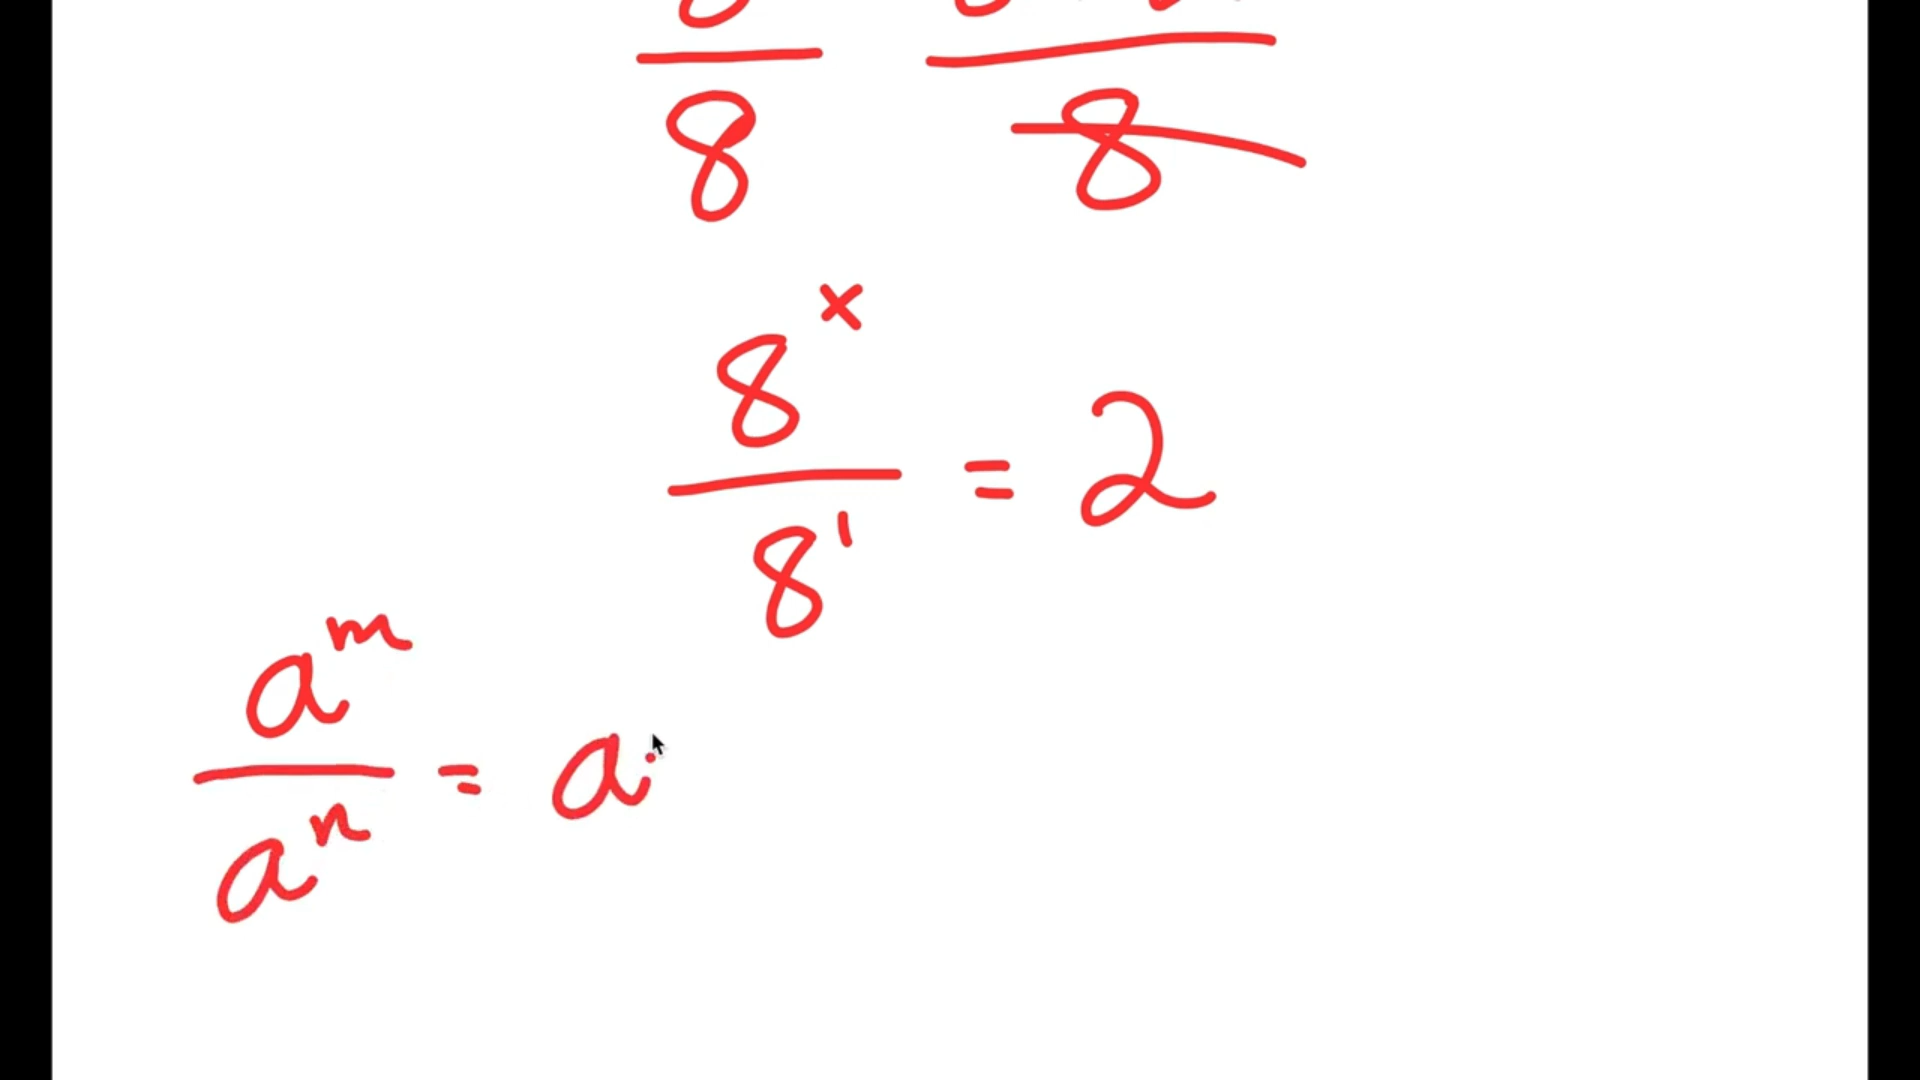 8 8
8^x / 8^1 = 2
a^m / a^n = a